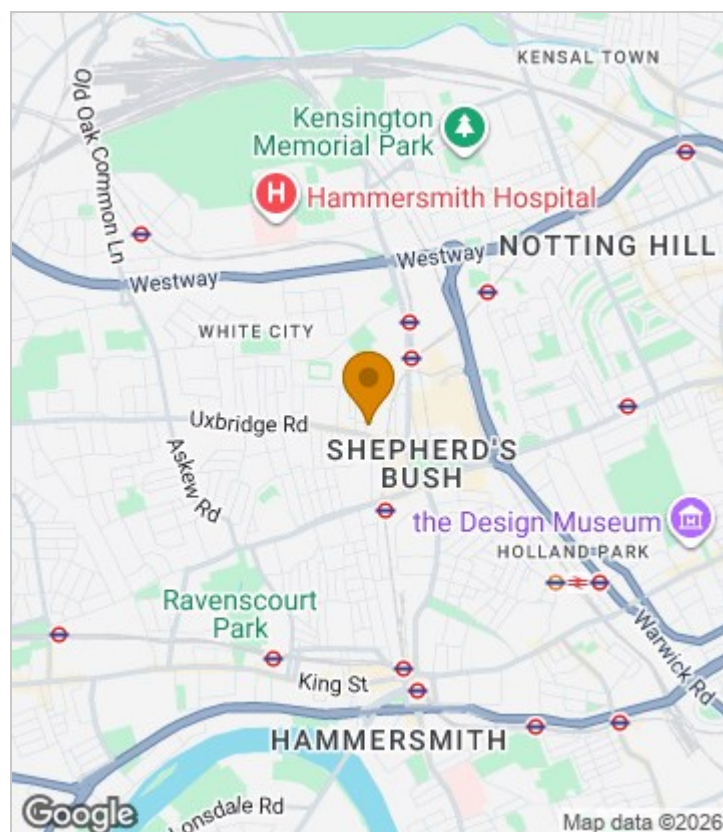 KENSAL TOWN
Old Oak Common Ln
Kensington
Memorial Park
H
Hammersmith Hospital
NOTTING HILL
Westway
Westway
WHITE CITY
Uxbridge Rd
SHEPHERD'S
BUSH
Askew Rd
the Design Museum
HOLLAND PARK
Ravenscourt
Park
Warwick Rd
King St
HAMMERSMITH
Lonsdale Rd
Google
Map data ©2026